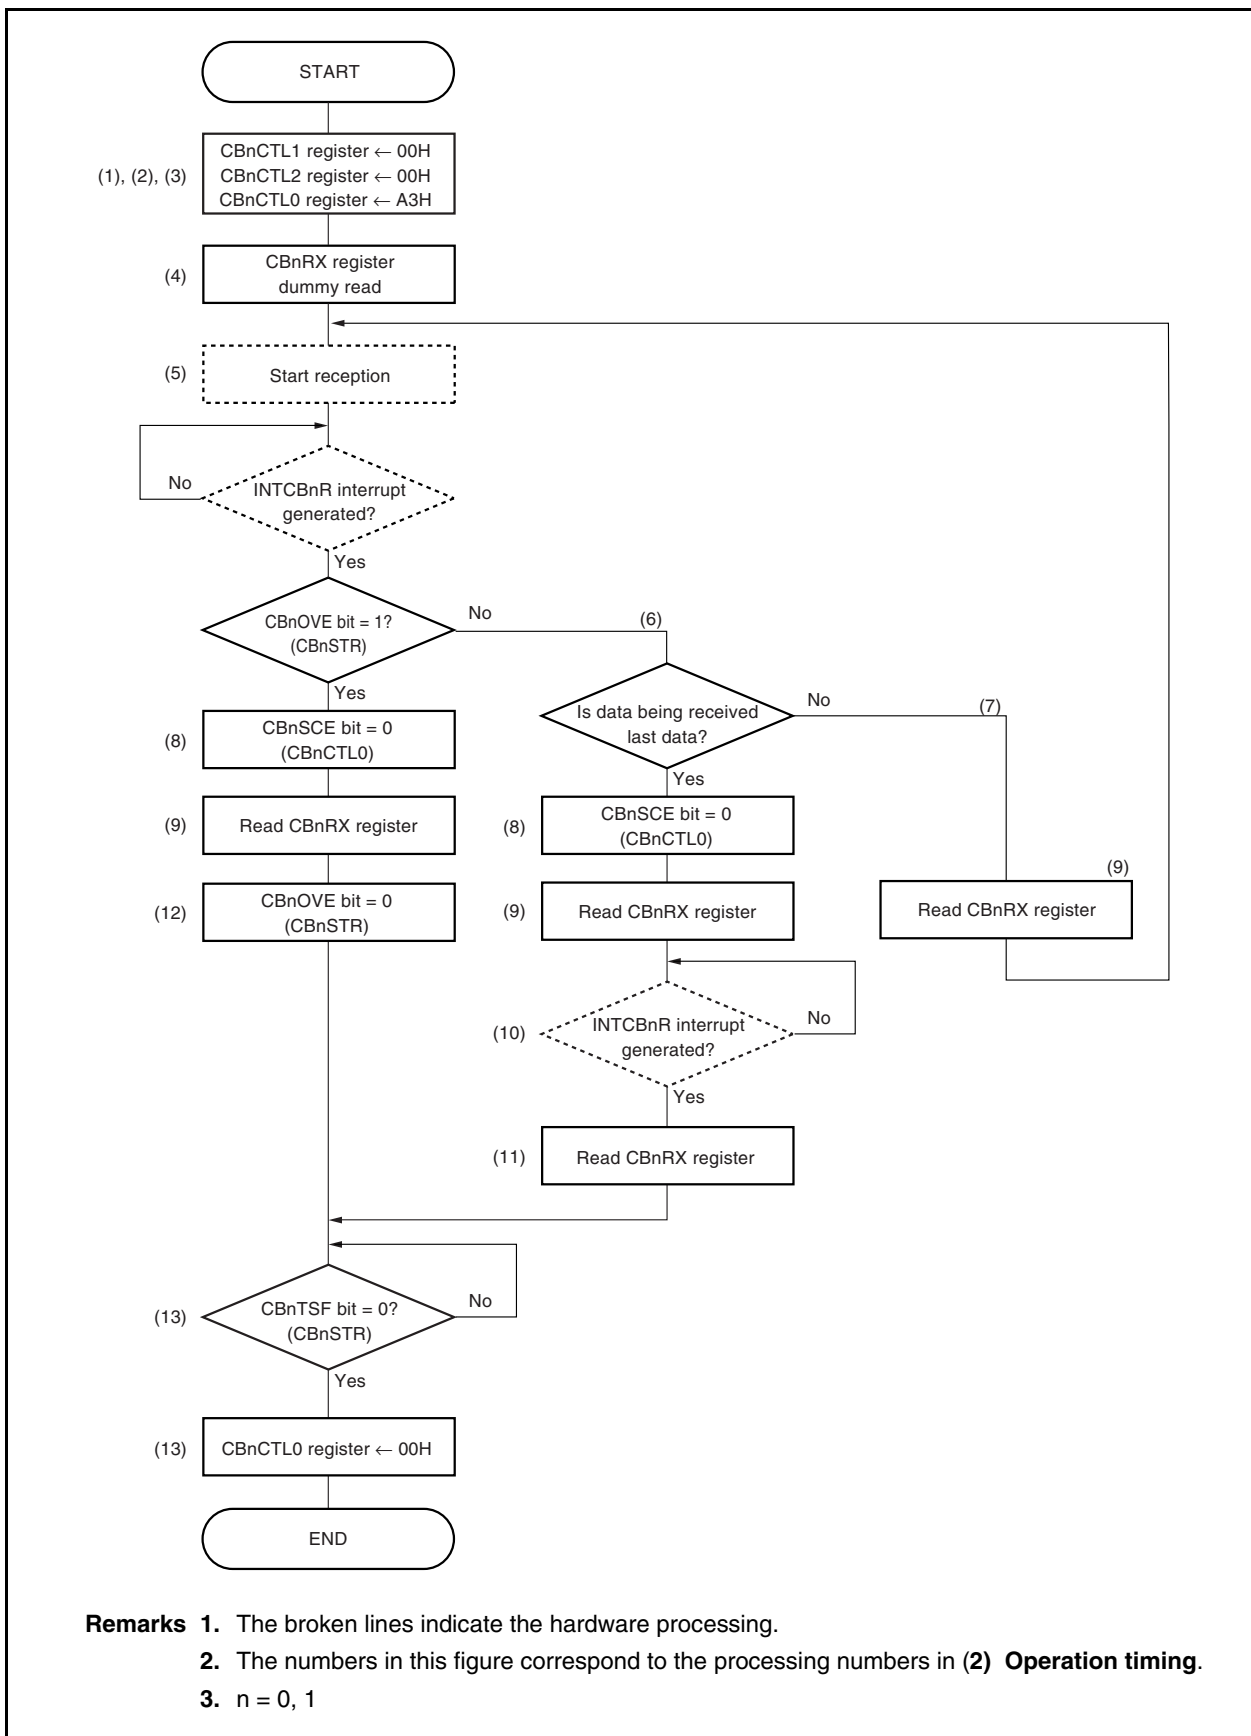 START
(1), (2), (3)
CBnCTL1 register ← 00H
CBnCTL2 register ← 00H
CBnCTL0 register ← A3H
(4)
CBnRX register
dummy read
(5)
Start reception
No
INTCBnR interrupt
generated?
Yes
CBnOVE bit = 1?
(CBnSTR)
No
(6)
Yes
Is data being received
last data?
No
(7)
Yes
(8)
CBnSCE bit = 0
(CBnCTL0)
(8)
CBnSCE bit = 0
(CBnCTL0)
(9)
Read CBnRX register
(9)
Read CBnRX register
(9)
Read CBnRX register
(12)
CBnOVE bit = 0
(CBnSTR)
(10)
INTCBnR interrupt
generated?
No
Yes
(11)
Read CBnRX register
(13)
CBnTSF bit = 0?
(CBnSTR)
No
Yes
(13)
CBnCTL0 register ← 00H
END
Remarks 1. The broken lines indicate the hardware processing.
2. The numbers in this figure correspond to the processing numbers in (2) Operation timing.
3. n = 0, 1